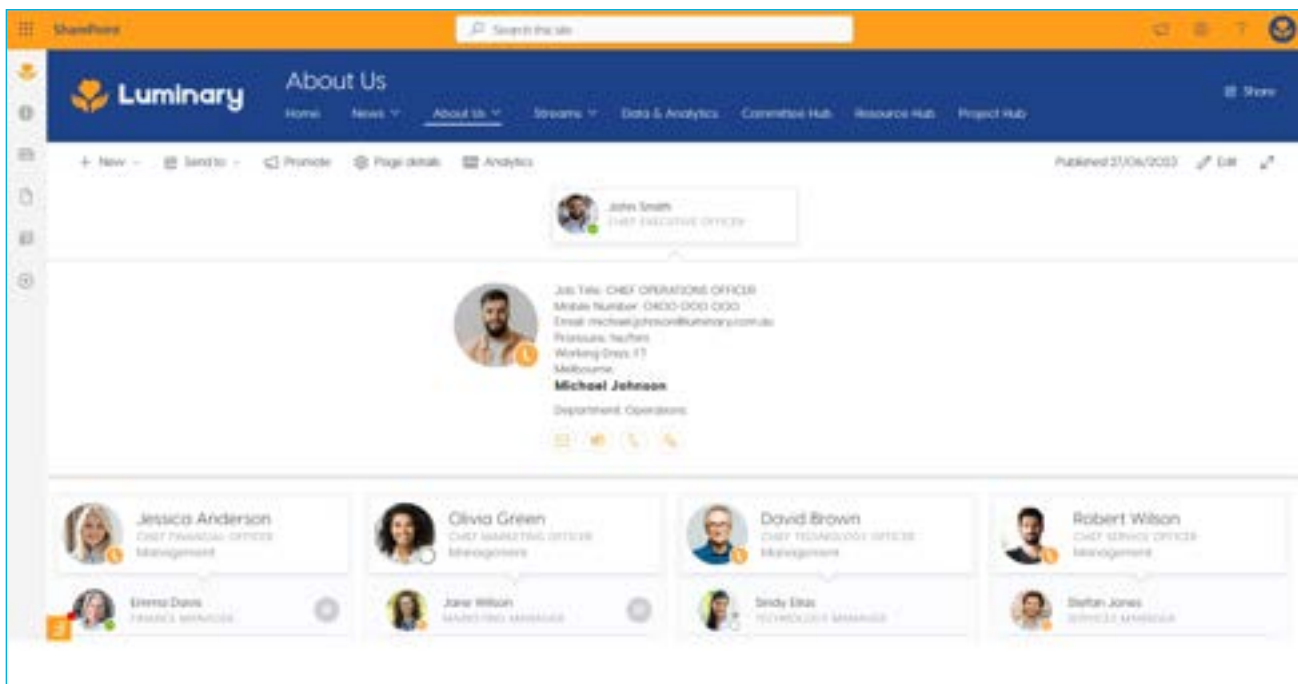 SharePoint
Search this site
Luminary
About Us
Home News About Us Streams Data & Analytics Committee Hub Resource Hub Project Hub
Share
+ New Send to Promote Page details Analytics
Published 27/06/2023 Edit
John Smith
CHIEF EXECUTIVE OFFICER
Job Title: CHIEF OPERATIONS OFFICER
Mobile Number: 0400 000 000
Email: michael.johnson@luminary.com.au
Pronouns: he/him
Working Days: FT
Melbourne
Michael Johnson
Department: Operations
Jessica Anderson
CHIEF FINANCIAL OFFICER
Management
Olivia Green
CHIEF MARKETING OFFICER
Management
David Brown
CHIEF TECHNOLOGY OFFICER
Management
Robert Wilson
CHIEF SERVICE OFFICER
Management
Emma Davis
FINANCE MANAGER
Jane Wilson
MARKETING MANAGER
Sindy
TECHNOLOGY MANAGER
Stefan Jones
SERVICES MANAGER